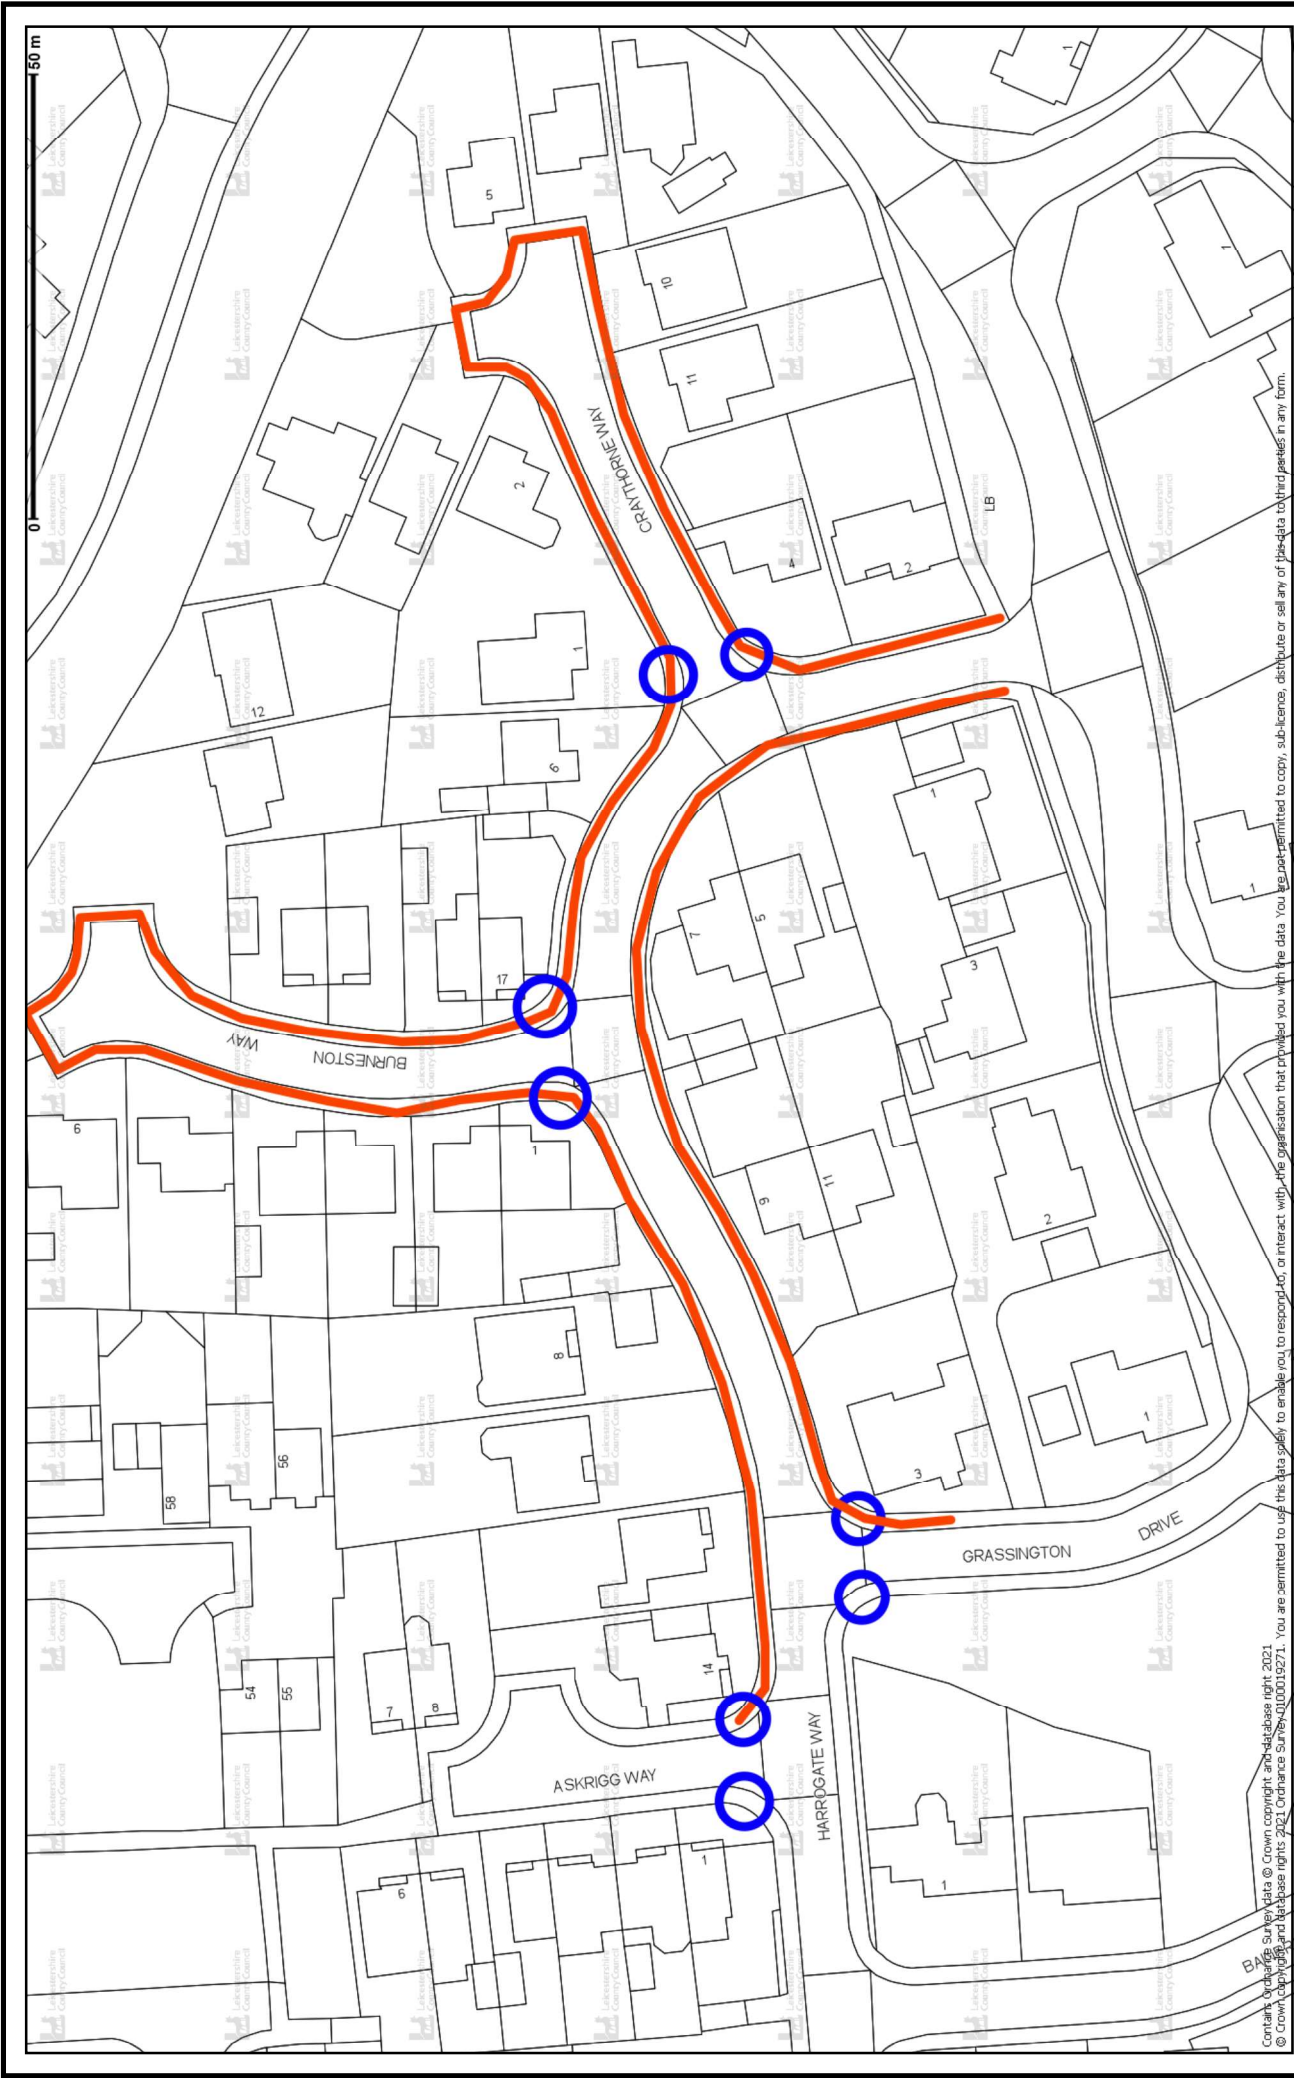 50 m
0
1
5
10
11
CRAYTHORNE WAY
2
4
2
LB
1
1
12
6
1
7
5
17
3
1
BURNESTON
WAY
6
1
9
11
2
8
56
58
3
1
GRASSINGTON
DRIVE
54
55
7
8
14
ASKRIGG WAY
HARROGATE WAY
1
6
1
Leicestershire
County Council
Contains Ordnance Survey data © Crown copyright and database right 2021
© Crown copyright and database rights 2021 Ordnance Survey 0100019271. You are permitted to use this data solely to enable you to respond to, or interact with, the organisation that provided you with the data. You are not permitted to copy, sub-licence, distribute or sell any of this data to third parties in any form.